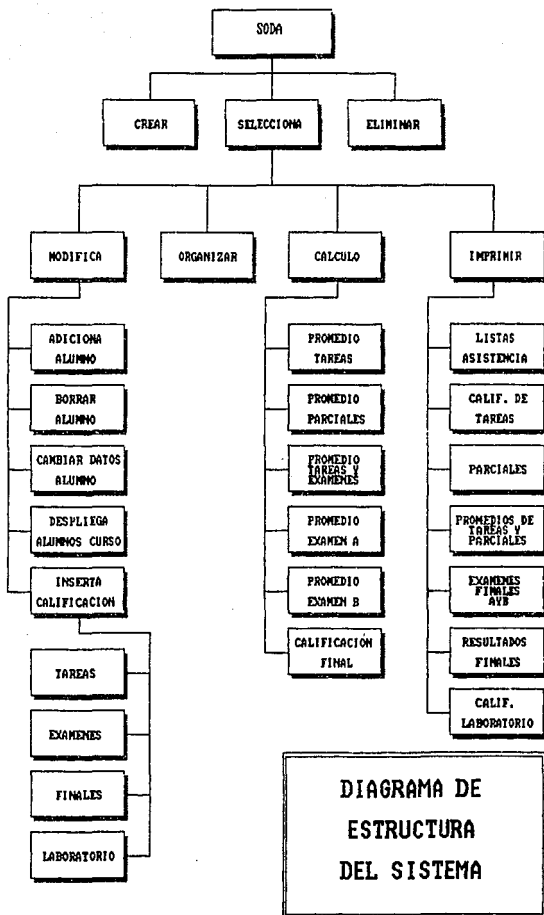 SODA
CREAR
SELECCIONA
ELIMINAR
MODIFICA
ORGANIZAR
CALCULO
IMPRIMIR
ADICIONA
ALUMNO
BORRAR
ALUMNO
CAMBIAR DATOS
ALUMNO
DESPLIEGA
ALUMNOS CURSO
INSERTA
CALIFICACION
TAREAS
EXAMENES
FINALES
LABORATORIO
PROMEDIO
TAREAS
PROMEDIO
PARCIALES
PROMEDIO
TAREAS Y
EXAMENES
PROMEDIO
EXAMEN A
PROMEDIO
EXAMEN B
CALIFICACIÓN
FINAL
LISTAS
ASISTENCIA
CALIF. DE
TAREAS
PARCIALES
PROMEDIOS DE
TAREAS Y
PARCIALES
EXAMENES
FINALES
AYB
RESULTADOS
FINALES
CALIF.
LABORATORIO
DIAGRAMA DE
ESTRUCTURA
DEL SISTEMA